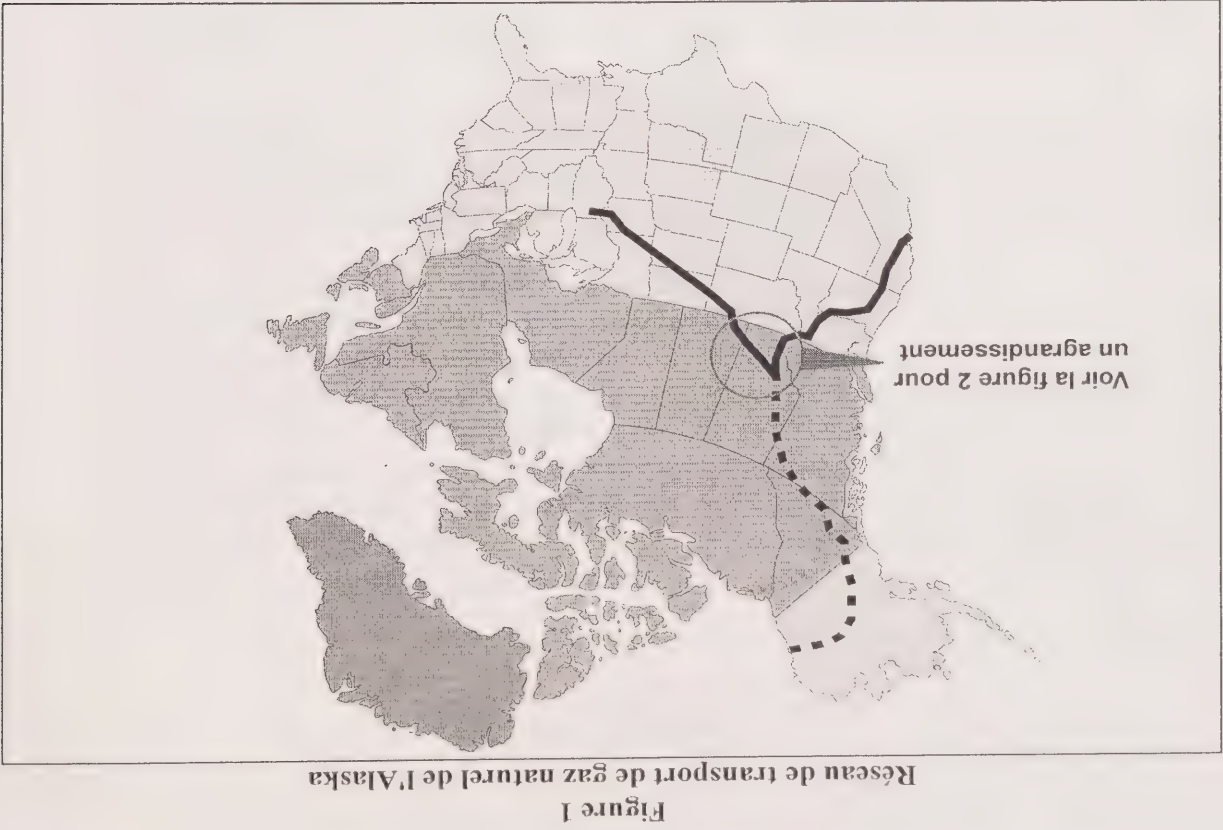 Figure 1
Réseau de transport de gaz naturel de l'Alaska
Voir la figure 2 pour
un agrandissement